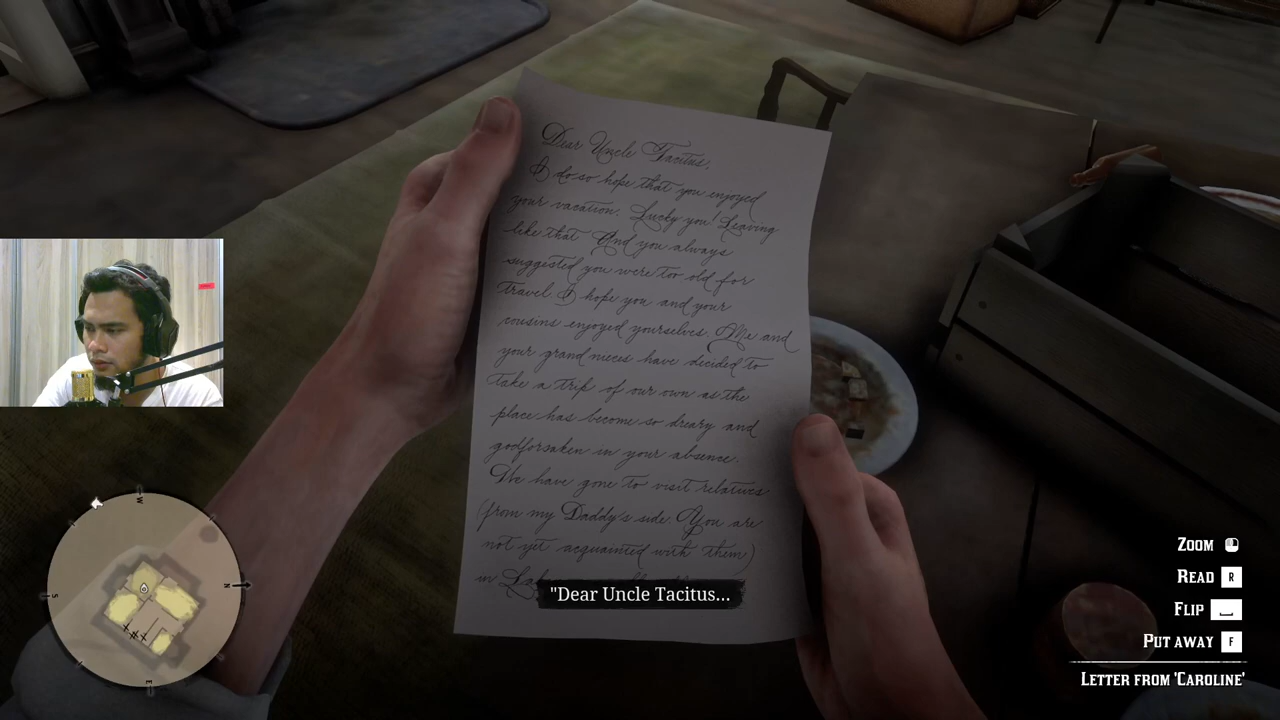 Dear Uncle Tacitus,
I do so hope that you enjoyed
your vacation. Lucky you! Leaving
like that. And you always
suggested you were too old for
travel. I hope you and your
cousins enjoyed yourselves. Me and
your grand nieces have decided to
take a trip of our own as the
place has become so dreary and
godforsaken in your absence.
We have gone to visit relatives
(from my Daddy's side. You are
not yet acquainted with them)
in
"Dear Uncle Tacitus...
ZOOM
READ R
FLIP
PUT AWAY F
LETTER FROM 'CAROLINE'
W
N
S
E